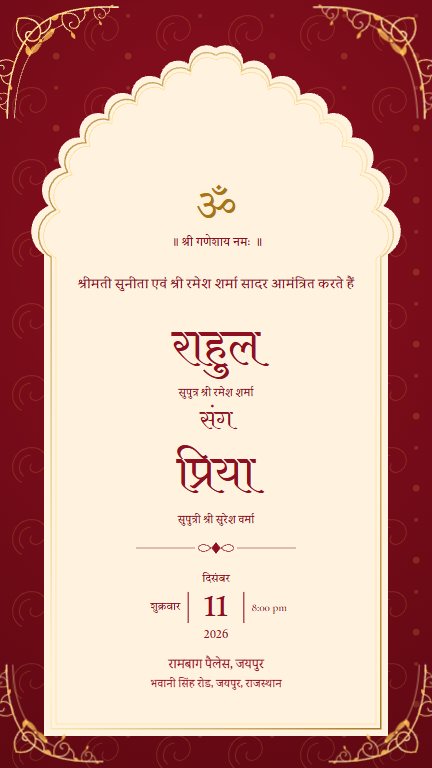 ॐ
॥ श्री गणेशाय नमः ॥
श्रीमती सुनीता एवं श्री रमेश शर्मा सादर आमंत्रित करते हैं
राहुल
सुपुत्र श्री रमेश शर्मा
संग
प्रिया
सुपुत्री श्री सुरेश वर्मा
दिसंबर
शुक्रवार 11 8:00 pm
2026
रामबाग पैलेस, जयपुर
भवानी सिंह रोड, जयपुर, राजस्थान